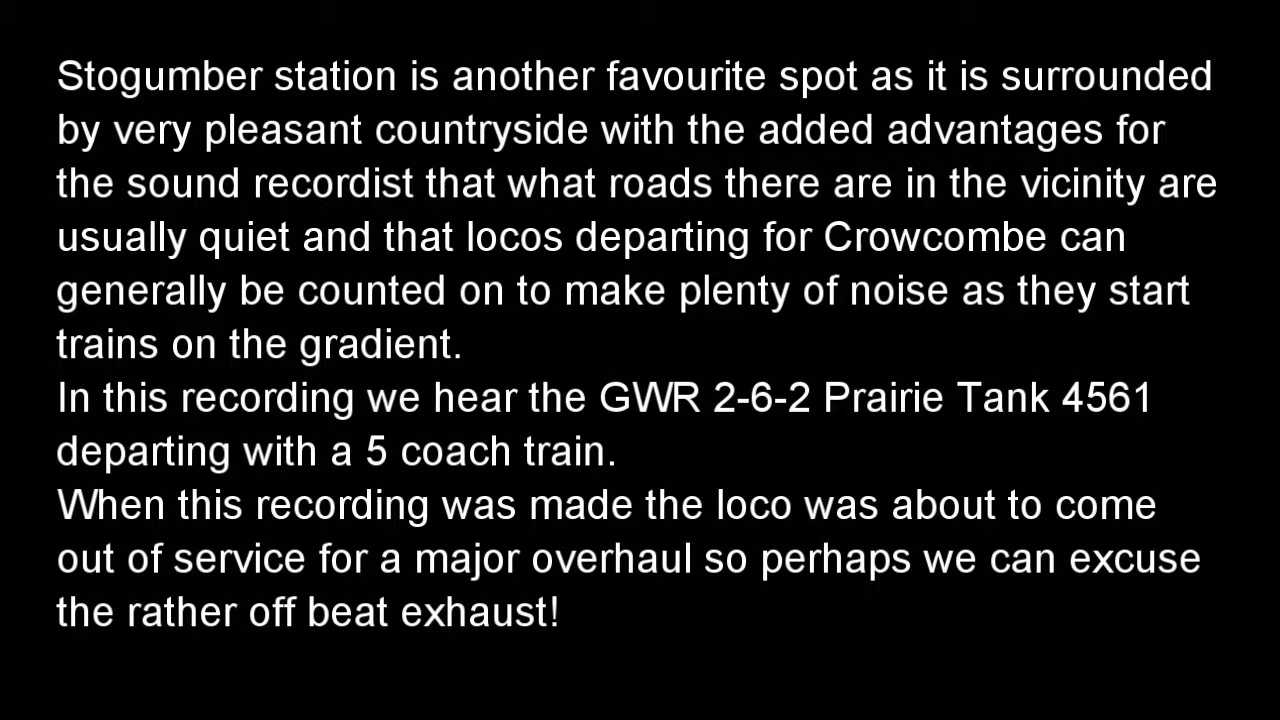 Stogumber station is another favourite spot as it is surrounded
by very pleasant countryside with the added advantages for
the sound recordist that what roads there are in the vicinity are
usually quiet and that locos departing for Crowcombe can
generally be counted on to make plenty of noise as they start
trains on the gradient.
In this recording we hear the GWR 2-6-2 Prairie Tank 4561
departing with a 5 coach train.
When this recording was made the loco was about to come
out of service for a major overhaul so perhaps we can excuse
the rather off beat exhaust!